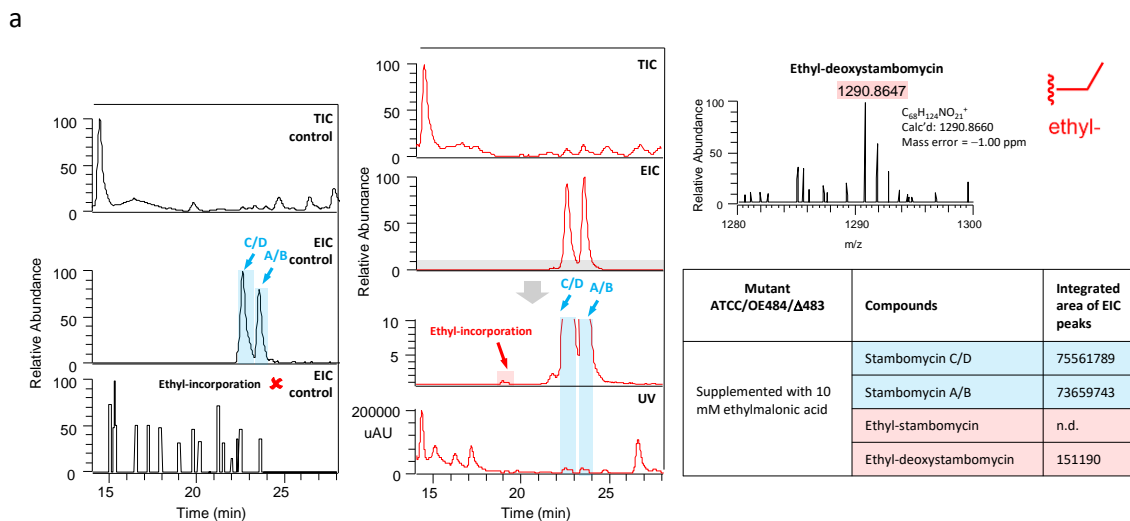 a
TIC
control
100
50
0
EIC
control
C/D
A/B
100
50
0
EIC
control
Ethyl-incorporation ✘
100
50
0
Relative Abundance
14 16 20 25
Time (min)
TIC
100
50
0
EIC
100
50
0
Relative Abundance
C/D
A/B
Ethyl-incorporation
10
5
UV
200000
uAU
0
14 15 20 25
Time (min)
Ethyl-deoxystambomycin
1290.8647
C₆₈H₁₂₄NO₂₁⁺
Calc'd: 1290.8660
Mass error = −1.00 ppm
100
50
0
Relative Abundance
1280 1290 1300
m/z
ethyl-
Mutant
ATCC/OE484/Δ483
Compounds
Integrated
area of EIC
peaks
Supplemented with 10
mM ethylmalonic acid
Stambomycin C/D 75561789
Stambomycin A/B 73659743
Ethyl-stambomycin n.d.
Ethyl-deoxystambomycin 151190